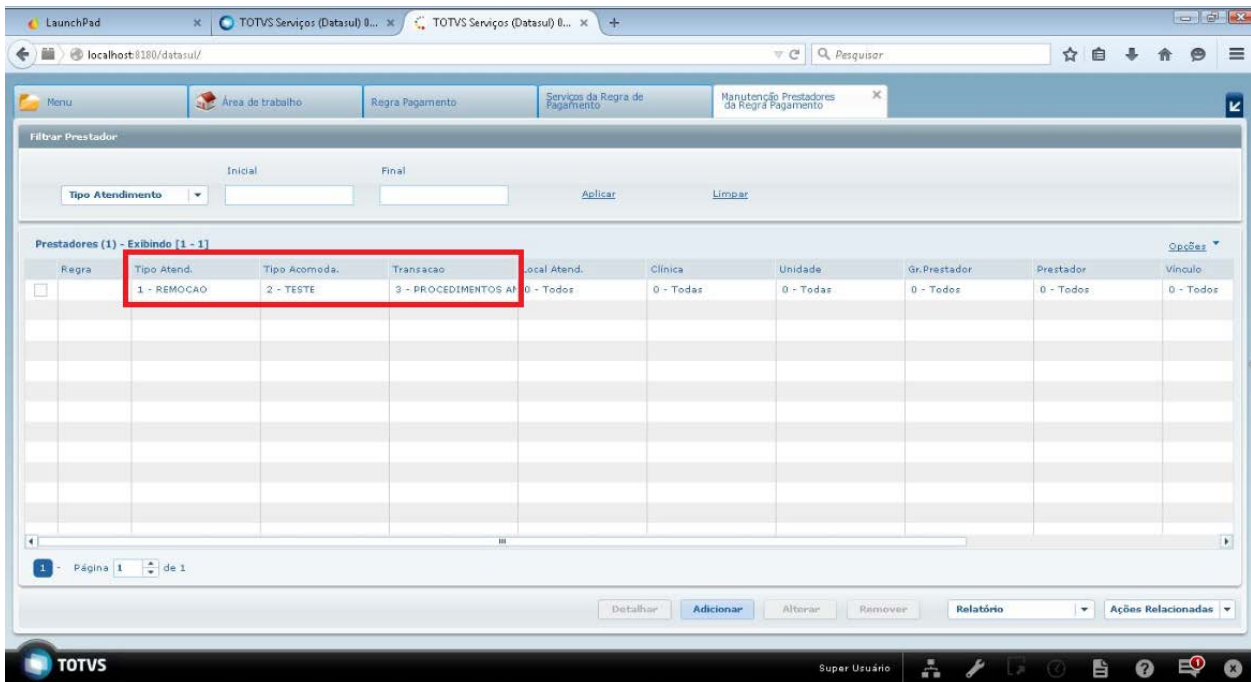 LaunchPad × TOTVS Serviços (Datasul) 0... × TOTVS Serviços (Datasul) 0... × +
localhost:8180/datasul/ Pesquisar
Menu Área de trabalho Regra Pagamento Serviços da Regra de Pagamento Manutenção Prestadores da Regra Pagamento ×
Filtrar Prestador
Inicial Final
Tipo Atendimento Aplicar Limpar
Prestadores (1) - Exibindo [1 - 1] Opções
Regra Tipo Atend. Tipo Acomoda. Transacao Local Atend. Clínica Unidade Gr.Prestador Prestador Vinculo
1 - REMOCAO 2 - TESTE 3 - PROCEDIMENTOS AM 0 - Todos 0 - Todas 0 - Todas 0 - Todos 0 - Todos 0 - Todos
1 - Página 1 de 1
Detalhar Adicionar Alterar Remover Relatório Ações Relacionadas
TOTVS Super Usuário 1